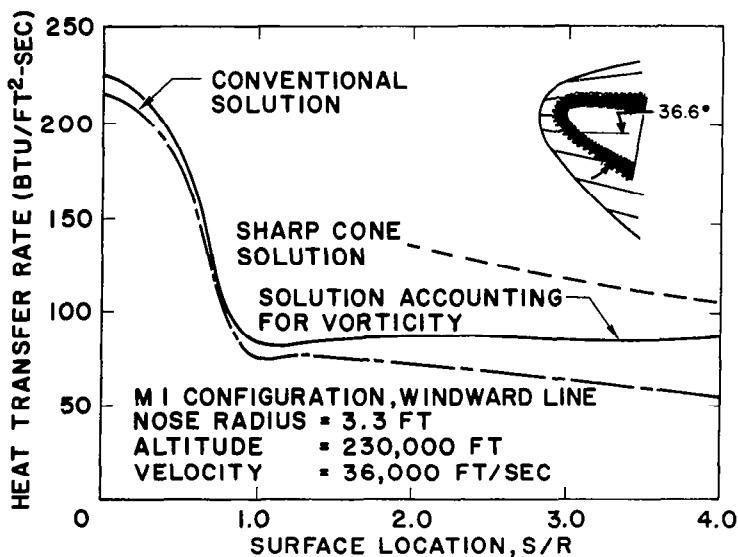 HEAT TRANSFER RATE (BTU/FT²-SEC)
250
200
150
100
50
0
CONVENTIONAL
SOLUTION
36.6°
SHARP CONE
SOLUTION
SOLUTION ACCOUNTING
FOR VORTICITY
M1 CONFIGURATION, WINDWARD LINE
NOSE RADIUS = 3.3 FT
ALTITUDE = 230,000 FT
VELOCITY = 36,000 FT/SEC
0 1.0 2.0 3.0 4.0
SURFACE LOCATION, S/R